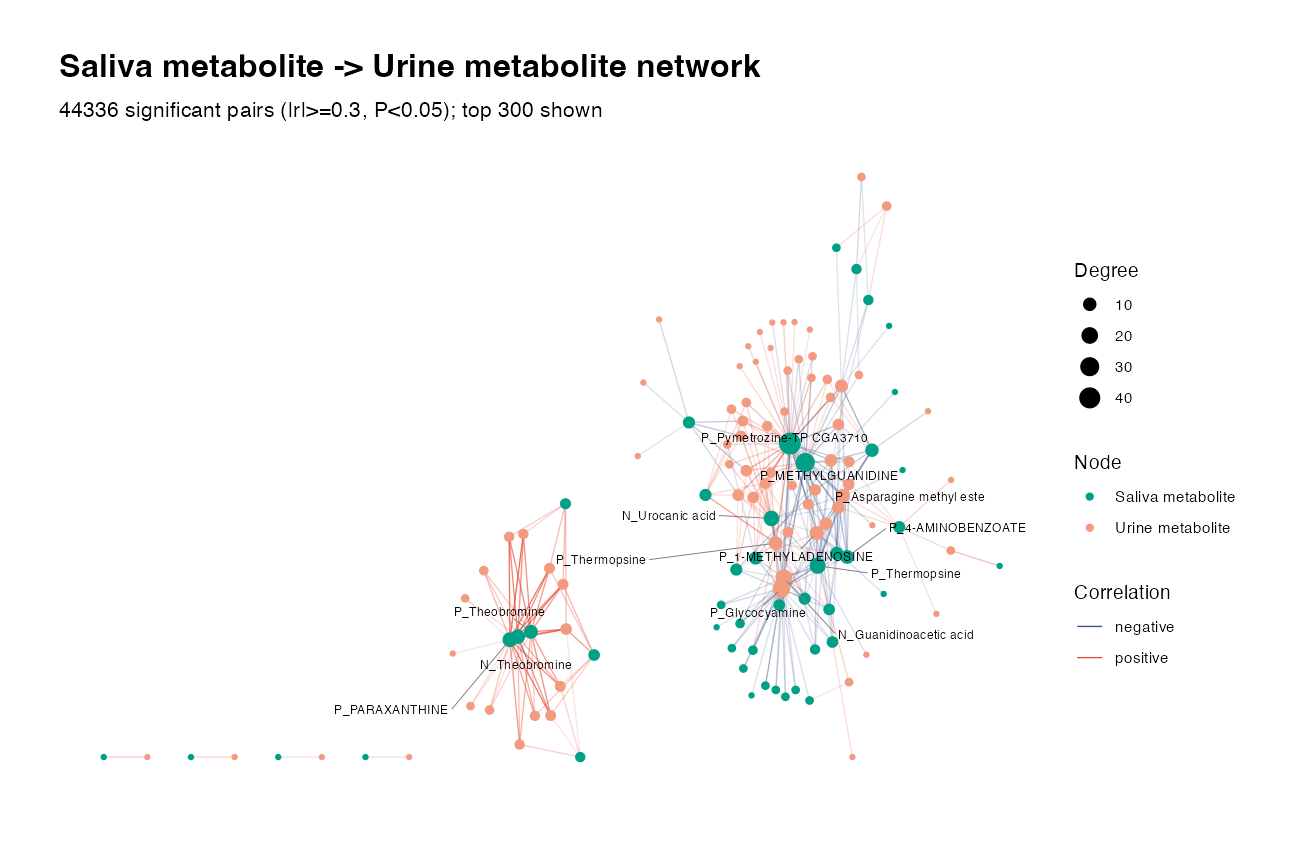 Saliva metabolite -> Urine metabolite network
44336 significant pairs (|r|>=0.3, P<0.05); top 300 shown
P_Pymetrozine-TP CGA3710
P_METHYLGUANIDINE
P_Asparagine methyl este
N_Urocanic acid
P_4-AMINOBENZOATE
P_Thermopsine
P_1-METHYLADENOSINE
P_Thermopsine
P_Theobromine
P_Glycocyamine
N_Guanidinoacetic acid
N_Theobromine
P_PARAXANTHINE
Degree
10
20
30
40
Node
Saliva metabolite
Urine metabolite
Correlation
negative
positive